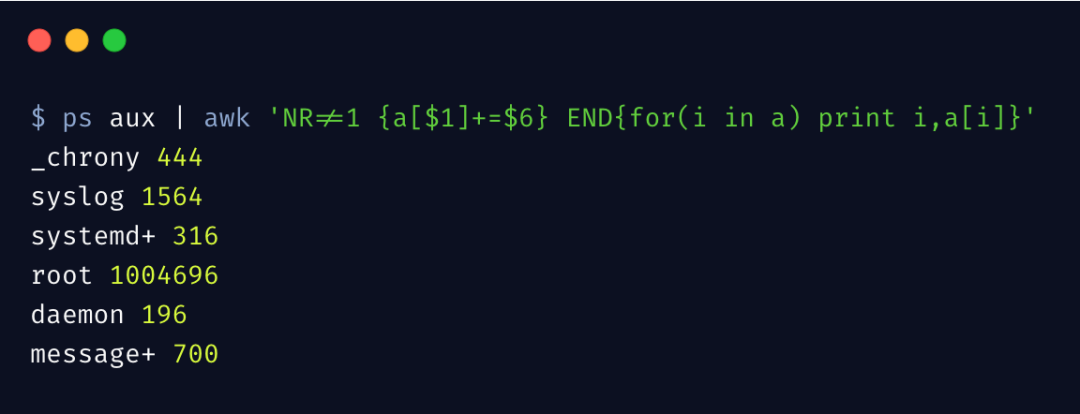 $ ps aux | awk 'NR≠1 {a[$1]+=$6} END{for(i in a) print i,a[i]}'
_chrony 444
syslog 1564
systemd+ 316
root 1004696
daemon 196
message+ 700